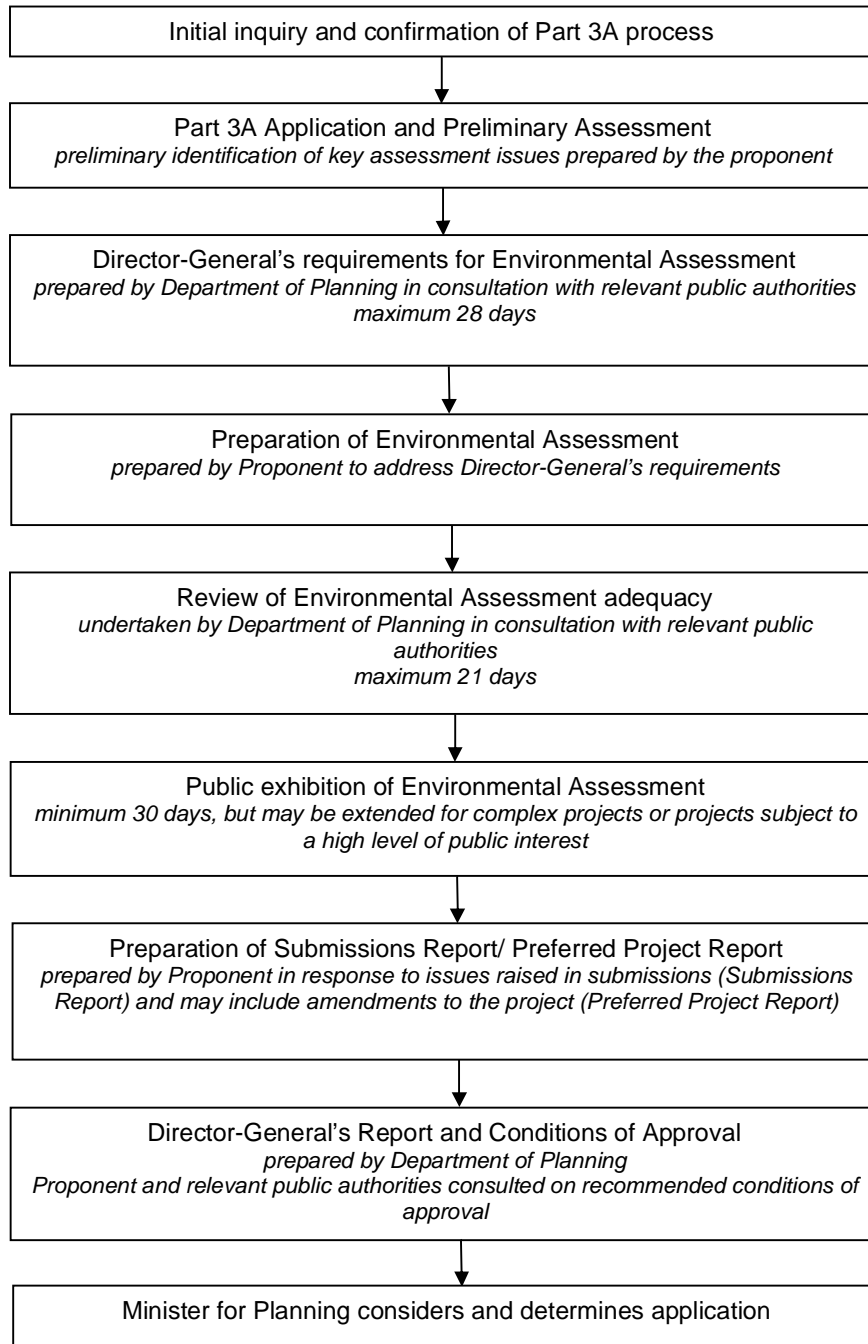 Initial inquiry and confirmation of Part 3A process
Part 3A Application and Preliminary Assessment
preliminary identification of key assessment issues prepared by the proponent
Director-General’s requirements for Environmental Assessment
prepared by Department of Planning in consultation with relevant public authorities
maximum 28 days
Preparation of Environmental Assessment
prepared by Proponent to address Director-General’s requirements
Review of Environmental Assessment adequacy
undertaken by Department of Planning in consultation with relevant public
authorities
maximum 21 days
Public exhibition of Environmental Assessment
minimum 30 days, but may be extended for complex projects or projects subject to
a high level of public interest
Preparation of Submissions Report/ Preferred Project Report
prepared by Proponent in response to issues raised in submissions (Submissions
Report) and may include amendments to the project (Preferred Project Report)
Director-General’s Report and Conditions of Approval
prepared by Department of Planning
Proponent and relevant public authorities consulted on recommended conditions of
approval
Minister for Planning considers and determines application